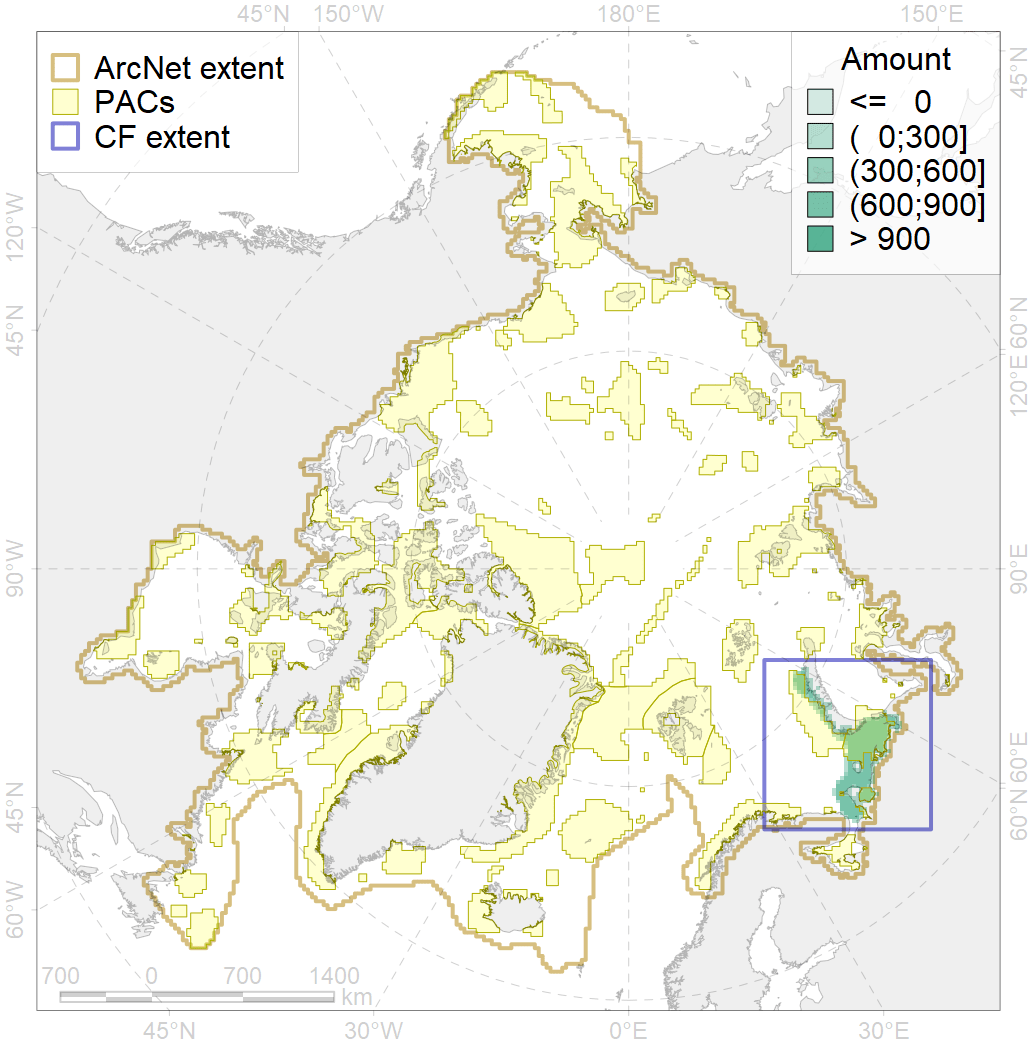 45°N 150°W 180°E 150°E
ArcNet extent
PACs
CF extent
Amount
<= 0
( 0;300]
(300;600]
(600;900]
> 900
45°N
120°W
45°N
60°N
120°E
90°W
90°E
45°N
60°E
60°N
60°W
700 0 700 1400
km
45°N 30°W 0°E 30°E